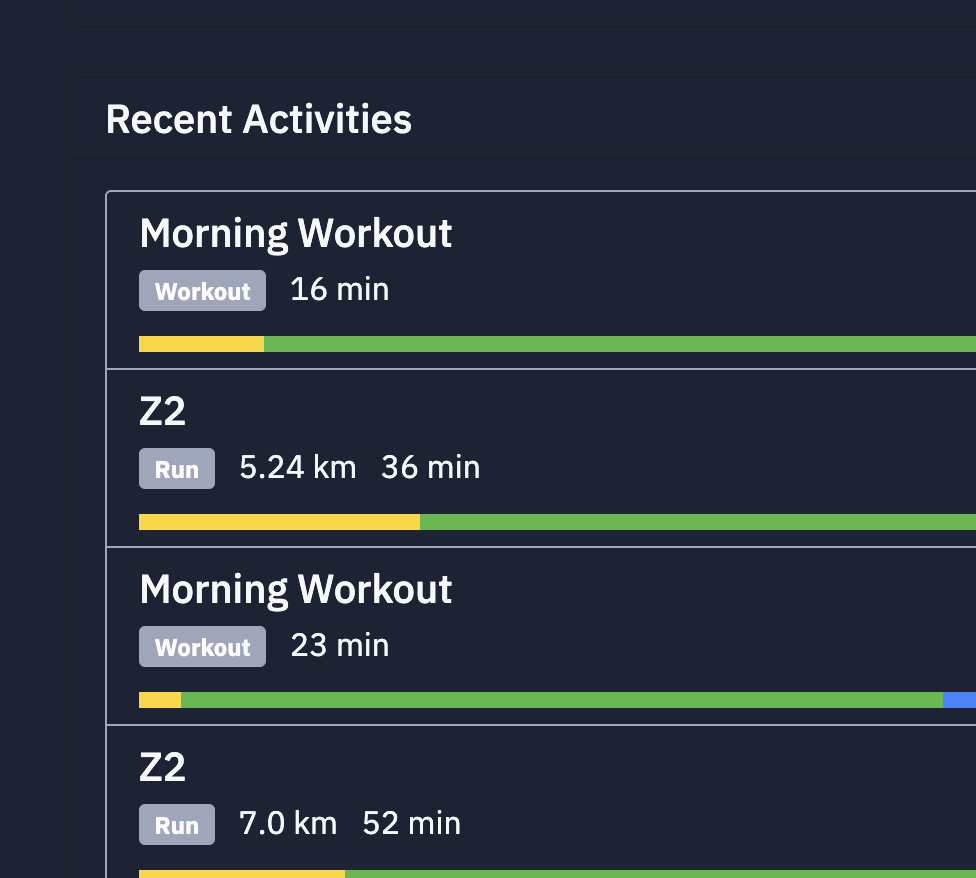 Recent Activities
Morning Workout
Workout 16 min
Z2
Run 5.24 km 36 min
Morning Workout
Workout 23 min
Z2
Run 7.0 km 52 min